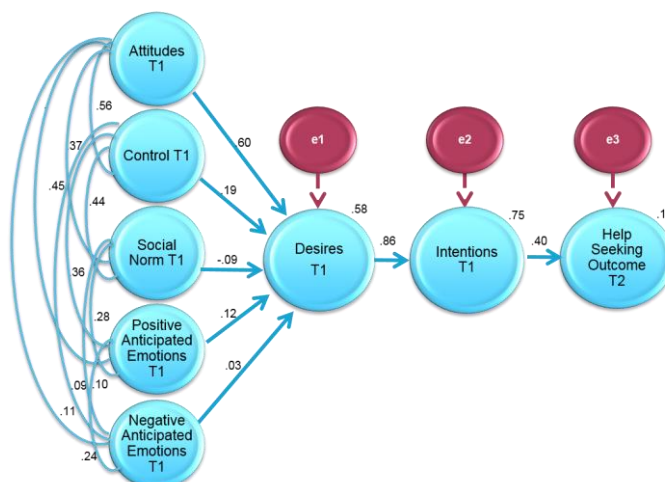 Attitudes
T1
.56
.60
e1
e2
e3
37
Control T1
.19
.45
.44
.58
.75
.1
Social
Norm T1
-.09
Desires
T1
.86
Intentions
T1
.40
Help
Seeking
Outcome
T2
.36
.28
Positive
Anticipated
Emotions
T1
.12
.03
.09
.10
.11
Negative
Anticipated
Emotions
T1
.24